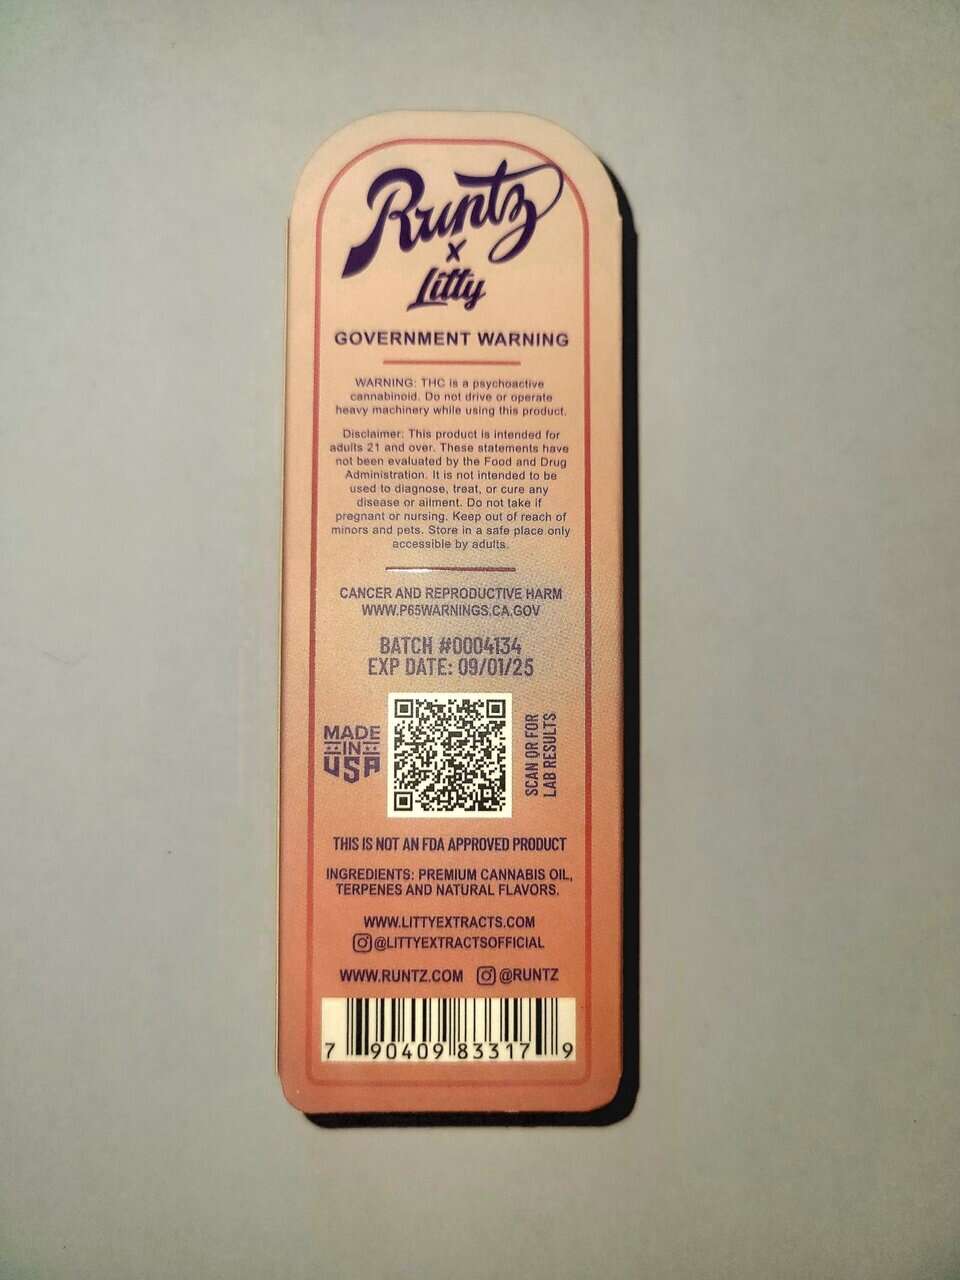 Runtz
x
Litty
GOVERNMENT WARNING
WARNING: THC is a psychoactive
cannabinoid. Do not drive or operate
heavy machinery while using this product.
Disclaimer: This product is intended for
adults 21 and over. These statements have
not been evaluated by the Food and Drug
Administration. It is not intended to be
used to diagnose, treat, or cure any
disease or ailment. Do not take if
pregnant or nursing. Keep out of reach of
minors and pets. Store in a safe place only
accessible by adults.
CANCER AND REPRODUCTIVE HARM
WWW.P65WARNINGS.CA.GOV
BATCH #0004134
EXP DATE: 09/01/25
MADE
IN
USA
SCAN QR FOR
LAB RESULTS
THIS IS NOT AN FDA APPROVED PRODUCT
INGREDIENTS: PREMIUM CANNABIS OIL,
TERPENES AND NATURAL FLAVORS.
WWW.LITTYEXTRACTS.COM
@LITTYEXTRACTSOFFICIAL
WWW.RUNTZ.COM @RUNTZ
7 90409 83317 9